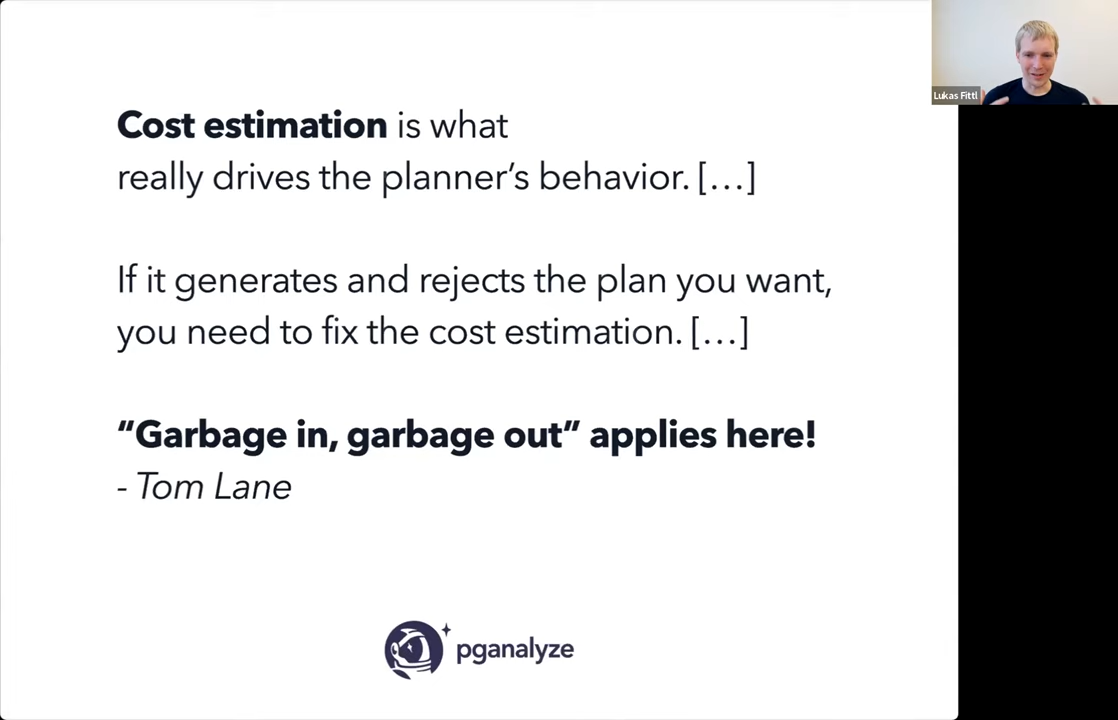 Cost estimation is what
really drives the planner’s behavior. […]
If it generates and rejects the plan you want,
you need to fix the cost estimation. […]
“Garbage in, garbage out” applies here!
- Tom Lane
pganalyze
Lukas Fittl